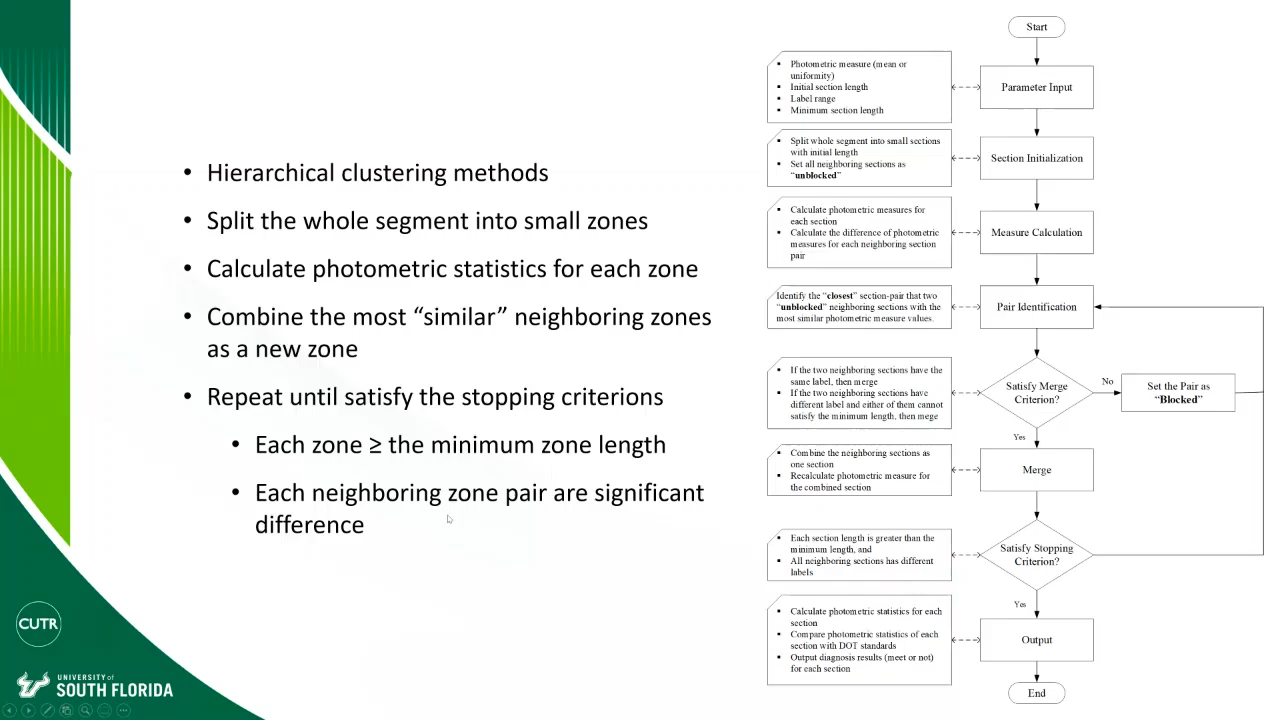 • Hierarchical clustering methods
• Split the whole segment into small zones
• Calculate photometric statistics for each zone
• Combine the most “similar” neighboring zones
as a new zone
• Repeat until satisfy the stopping criterions
• Each zone ≥ the minimum zone length
• Each neighboring zone pair are significant
difference
Start
▪ Photometric measure (mean or
uniformity)
▪ Initial section length
▪ Label range
▪ Minimum section length
Parameter Input
▪ Split whole segment into small sections
with initial length
▪ Set all neighboring sections as
“unblocked”
Section Initialization
▪ Calculate photometric measures for
each section
▪ Calculate the difference of photometric
measures for each neighboring section
pair
Measure Calculation
Identify the “closest” section-pair that two
“unblocked” neighboring sections with the
most similar photometric measure values.
Pair Identification
▪ If the two neighboring sections have the
same label, then merge
▪ If the two neighboring sections have
different label and either of them cannot
satisfy the minimum length, then mege
Satisfy Merge
Criterion?
No
Set the Pair as
“Blocked”
Yes
▪ Combine the neighboring sections as
one section
▪ Recalculate photometric measure for
the combined section
Merge
▪ Each section length is greater than the
minimum length, and
▪ All neighboring sections has different
labels
Satisfy Stopping
Criterion?
Yes
▪ Calculate photometric statistics for each
section
▪ Compare photometric statistics of each
section with DOT standards
▪ Output diagnosis results (meet or not)
for each section
Output
End
CUTR
UNIVERSITY of
SOUTH FLORIDA